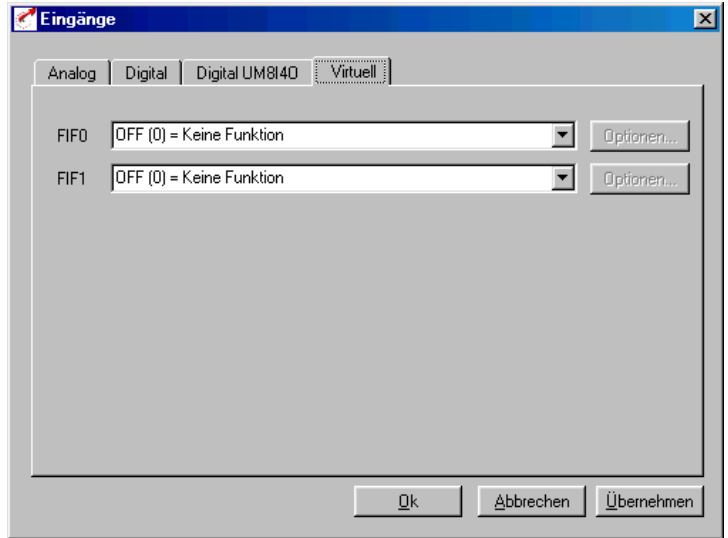 Eingänge
Analog Digital Digital UM8I4O Virtuell
FIF0 OFF (0) = Keine Funktion Optionen...
FIF1 OFF (0) = Keine Funktion Optionen...
Ok Abbrechen Übernehmen